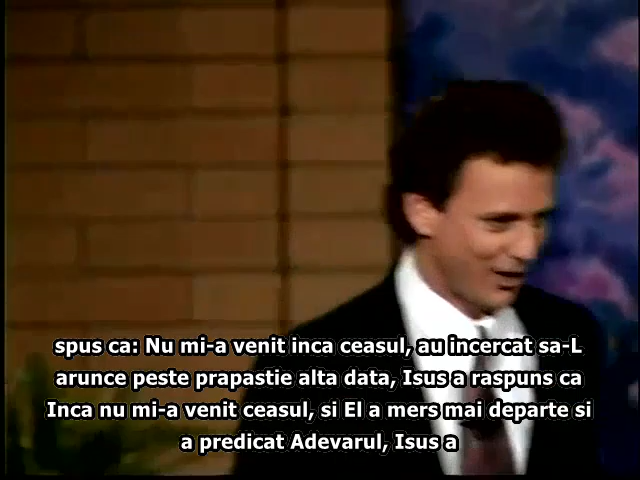 spus ca: Nu mi-a venit inca ceasul, au incercat sa-L
arunce peste prapastie alta data, Isus a raspuns ca
Inca nu mi-a venit ceasul, si El a mers mai departe si
a predicat Adevarul, Isus a